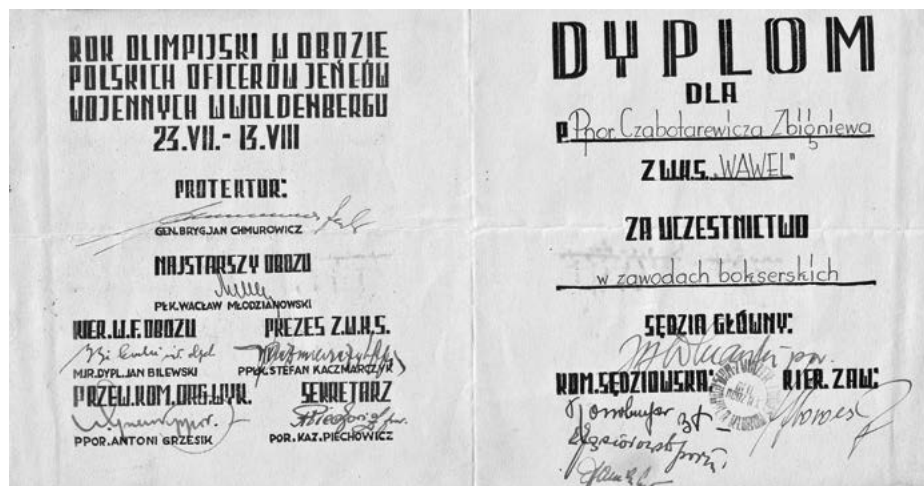 ROK OLIMPIJSKI W OBOZIE
POLSKICH OFICERÓW JEŃCÓW
WOJENNYCH W WOLDENBERGU
23.VII.- 13.VIII
PROTEKTOR:
GEN.BRYG JAN CHMUROWICZ
NAJSTARSZY OBOZU
PŁK.WACŁAW MŁODZIANOWSKI
KIER.W.F.OBOZU
MJR.DYPL.JAN BILEWSKI
PREZES Z.W.K.S.
PPŁK.STEFAN KACZMARCZYK
PRZEW.KOM.ORG.WYK.
PPOR.ANTONI GRZESIK
SEKRETARZ
POR.KAZ.PIECHOWICZ
DYPLOM
DLA
P. Ppor. Czabotarewicza Zbigniewa
Z W.K.S. „WAWEL"
ZA UCZESTNICTWO
w zawodach bokserskich
SĘDZIA GŁÓWNY:
KOM.SĘDZIOWSKA:
KIER.ZAW: